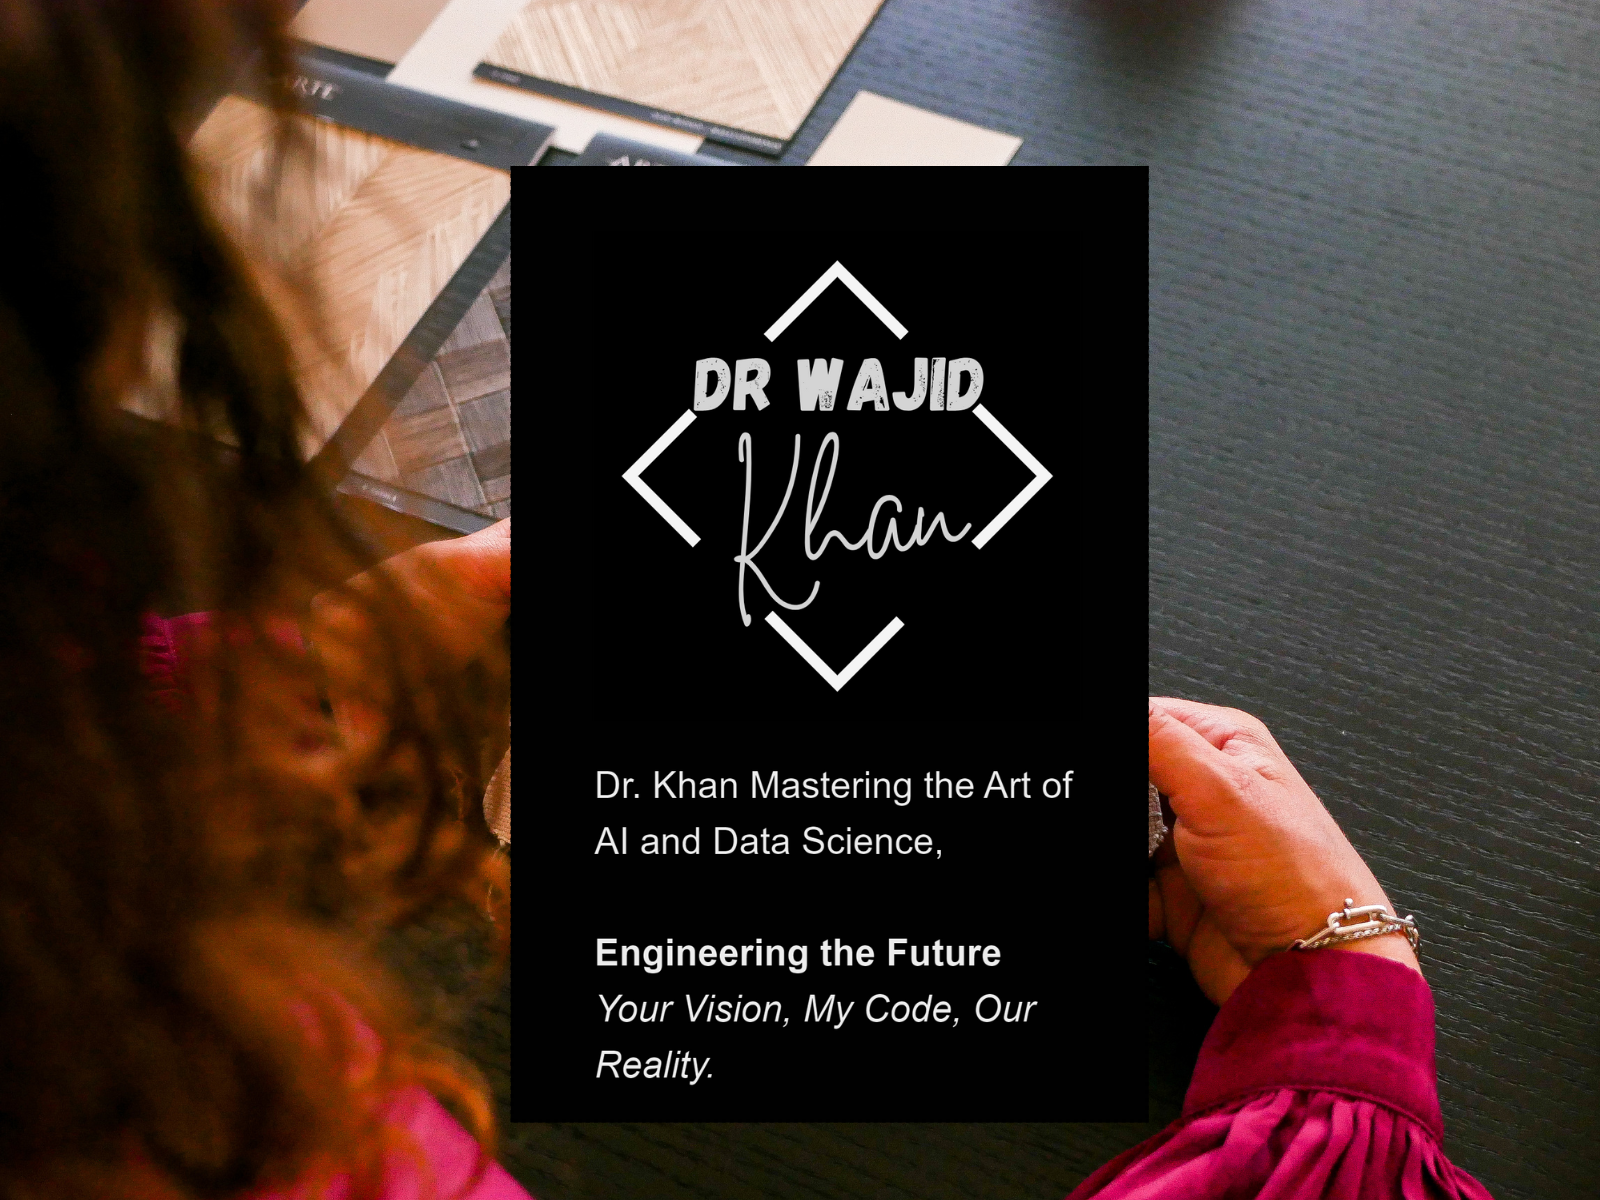 DR WAJID
Khan
Dr. Khan Mastering the Art of
AI and Data Science,
Engineering the Future
Your Vision, My Code, Our
Reality.